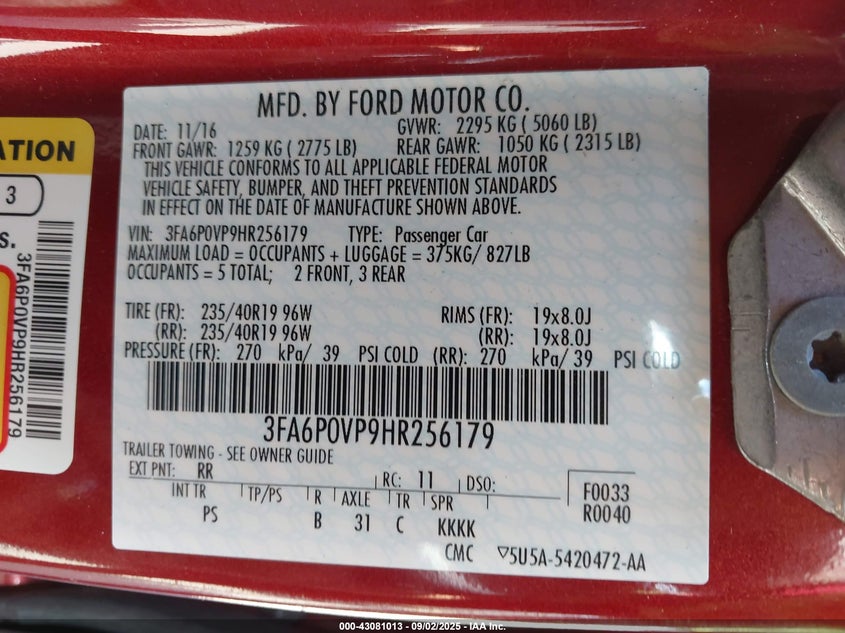 MFD. BY FORD MOTOR CO.
DATE: 11/16 GVWR: 2295 KG ( 5060 LB)
FRONT GAWR: 1259 KG ( 2775 LB) REAR GAWR: 1050 KG ( 2315 LB)
THIS VEHICLE CONFORMS TO ALL APPLICABLE FEDERAL MOTOR
VEHICLE SAFETY, BUMPER, AND THEFT PREVENTION STANDARDS
IN EFFECT ON THE DATE OF MANUFACTURE SHOWN ABOVE.
VIN: 3FA6P0VP9HR256179 TYPE: Passenger Car
MAXIMUM LOAD = OCCUPANTS + LUGGAGE = 375KG/ 827LB
OCCUPANTS = 5 TOTAL; 2 FRONT, 3 REAR
TIRE (FR): 235/40R19 96W RIMS (FR): 19x8.0J
(RR): 235/40R19 96W (RR): 19x8.0J
PRESSURE (FR): 270 kPa/ 39 PSI COLD (RR): 270 kPa/ 39 PSI COLD
3FA6P0VP9HR256179
TRAILER TOWING - SEE OWNER GUIDE
EXT PNT: RR RC: 11 DSO:
F0033
R0040
INT TR TP/PS R AXLE TR SPR
PS B 31 C KKKK
CMC ▽5U5A-5420472-AA
ATION
3
S.
3FA6P0VP9HR256179
000-43081013 - 09/02/2025 - IAA Inc.